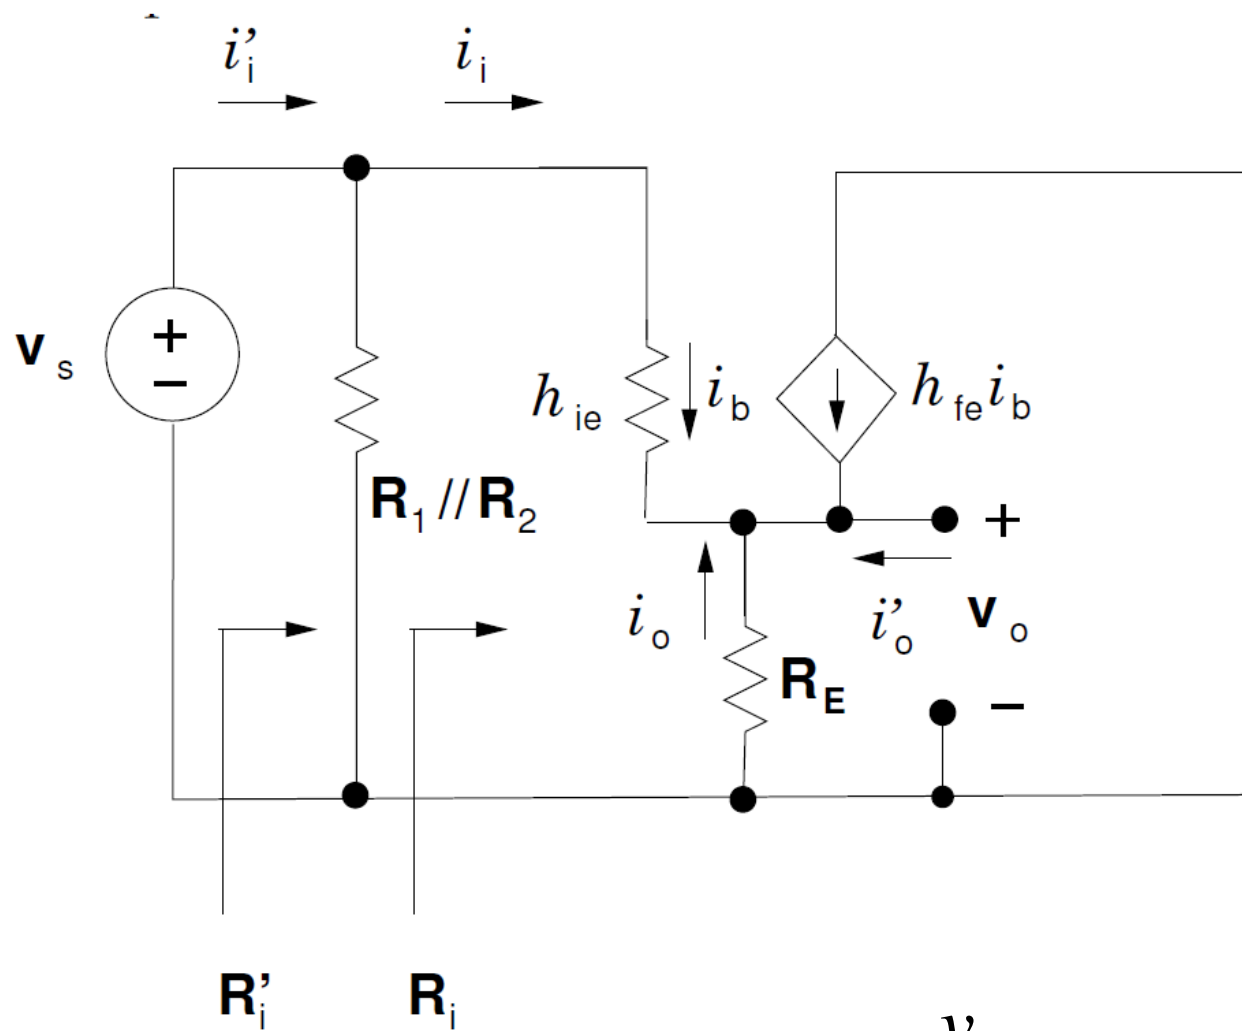 i'i
ii
+
−
vs
hie
ib
hfeib
R1 // R2
+
io
i'o
vo
RE
−
R'i
Ri
v